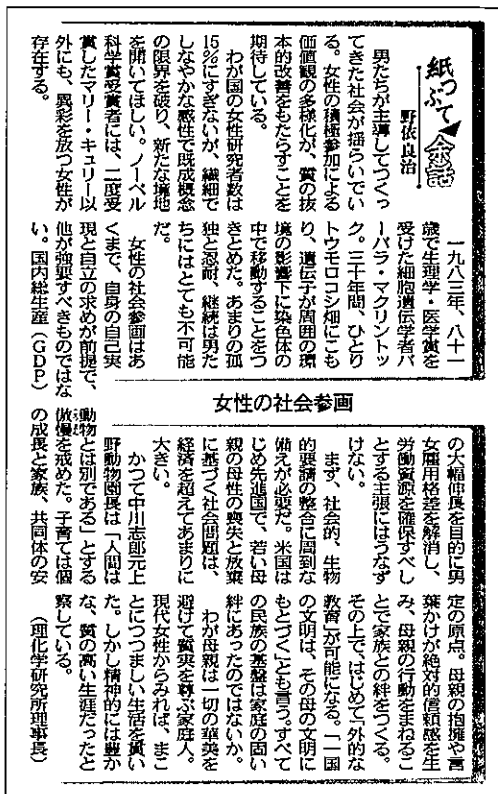 紙つぶて◀余話
野依良治
男たちが主導してつくっ
てきた社会が揺らいでい
る。女性の積極参加による
価値観の多様化が、質の抜
本的改善をもたらすことを
期待している。
わが国の女性研究者数は
15%にすぎないが、繊細で
しなやかな感性で既成概念
の限界を破り、新たな境地
を開いてほしい。ノーベル
科学賞受賞者には、二度受
賞したマリー・キュリー以
外にも、異彩を放つ女性が
存在する。
一九八三年、八十一
歳で生理学・医学賞を
受けた細胞遺伝学者バ
ーバラ・マクリントッ
ク。三十年間、ひとり
トウモロコシ畑にこも
り、遺伝子が周囲の環
境の影響下に染色体の
中で移動することをつ
きとめた。あまりの孤
独と忍耐、継続は男た
ちにはとても不可能
だ。
女性の社会参画はあ
くまで、自身の自己実
現と自立の求めが前提で、
他が強要すべきものではな
い。国内総生産(GDP)
女性の社会参画
の大幅伸長を目的に男
女雇用格差を解消し、
労働資源を確保すべし
とする主張にはうなず
けない。
まず、社会的、生物
的要請の整合に周到な
備えが必要だ。米国は
じめ先進国で、若い母
親の母性の喪失と放棄
に基づく社会問題は、
経済を超えてあまりに
大きい。
かつて中川志郎元上
野動物園長は「人間は
動物とは別である」とする
傲慢を戒めた。子育ては個
の成長と家族、共同体の安
定の原点。母親の抱擁や言
葉かけが絶対的信頼感を生
み、母親の行動をまねるこ
とで家族との絆をつくる。
その上で、はじめて「外的な
教育」が可能になる。「一国
の文明は、その母の文明に
もとづく」とも言う。すべて
の民族の基盤は家庭の固い
絆にあったのではないか。
わが母親は一切の華美を
避けて質実を尊ぶ家庭人。
現代女性からみれば、まこ
とにつつましい生活を貫い
た。しかし精神的には豊か
な、質の高い生涯だったと
察している。
(理化学研究所理事長)